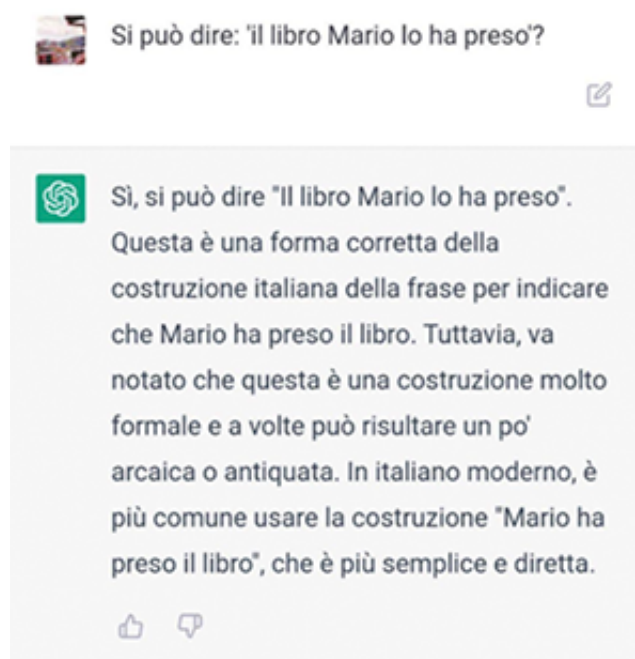 Si può dire: 'il libro Mario lo ha preso'?
Sì, si può dire "Il libro Mario lo ha preso".
Questa è una forma corretta della
costruzione italiana della frase per indicare
che Mario ha preso il libro. Tuttavia, va
notato che questa è una costruzione molto
formale e a volte può risultare un po'
arcaica o antiquata. In italiano moderno, è
più comune usare la costruzione "Mario ha
preso il libro", che è più semplice e diretta.